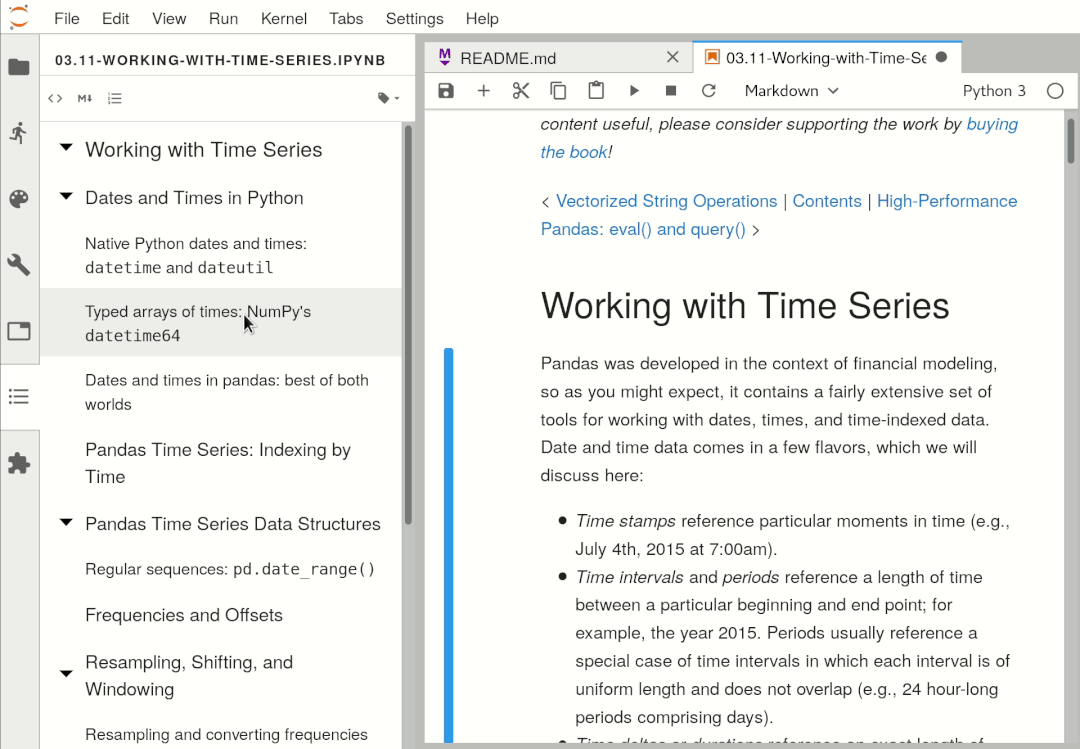 File Edit View Run Kernel Tabs Settings Help
03.11-WORKING-WITH-TIME-SERIES.IPYNB
M
Working with Time Series
Dates and Times in Python
Native Python dates and times:
datetime and dateutil
Typed arrays of times: NumPy's
datetime64
Dates and times in pandas: best of both
worlds
Pandas Time Series: Indexing by
Time
Pandas Time Series Data Structures
Regular sequences: pd.date_range()
Frequencies and Offsets
Resampling, Shifting, and
Windowing
Resampling and converting frequencies
M README.md
03.11-Working-with-Time-Se
Markdown
Python 3
content useful, please consider supporting the work by buying
the book!
< Vectorized String Operations | Contents | High-Performance
Pandas: eval() and query() >
Working with Time Series
Pandas was developed in the context of financial modeling,
so as you might expect, it contains a fairly extensive set of
tools for working with dates, times, and time-indexed data.
Date and time data comes in a few flavors, which we will
discuss here:
• Time stamps reference particular moments in time (e.g.,
July 4th, 2015 at 7:00am).
• Time intervals and periods reference a length of time
between a particular beginning and end point; for
example, the year 2015. Periods usually reference a
special case of time intervals in which each interval is of
uniform length and does not overlap (e.g., 24 hour-long
periods comprising days).
• Time deltas or durations reference an exact length of